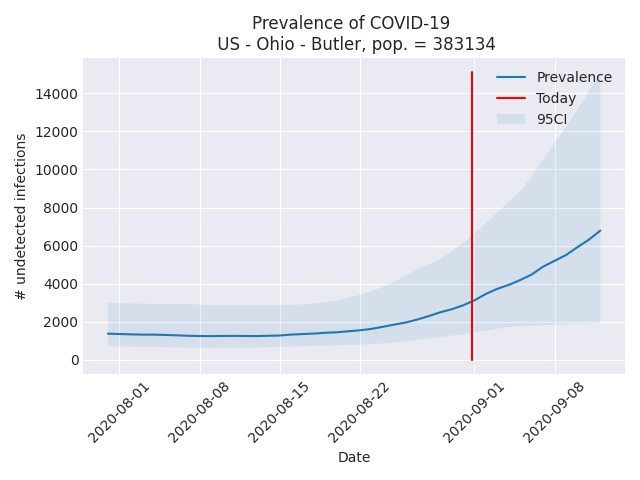 Prevalence of COVID-19
US - Ohio - Butler, pop. = 383134
Prevalence
Today
95CI
# undetected infections
14000
12000
10000
8000
6000
4000
2000
0
2020-08-01
2020-08-08
2020-08-15
2020-08-22
2020-09-01
2020-09-08
Date